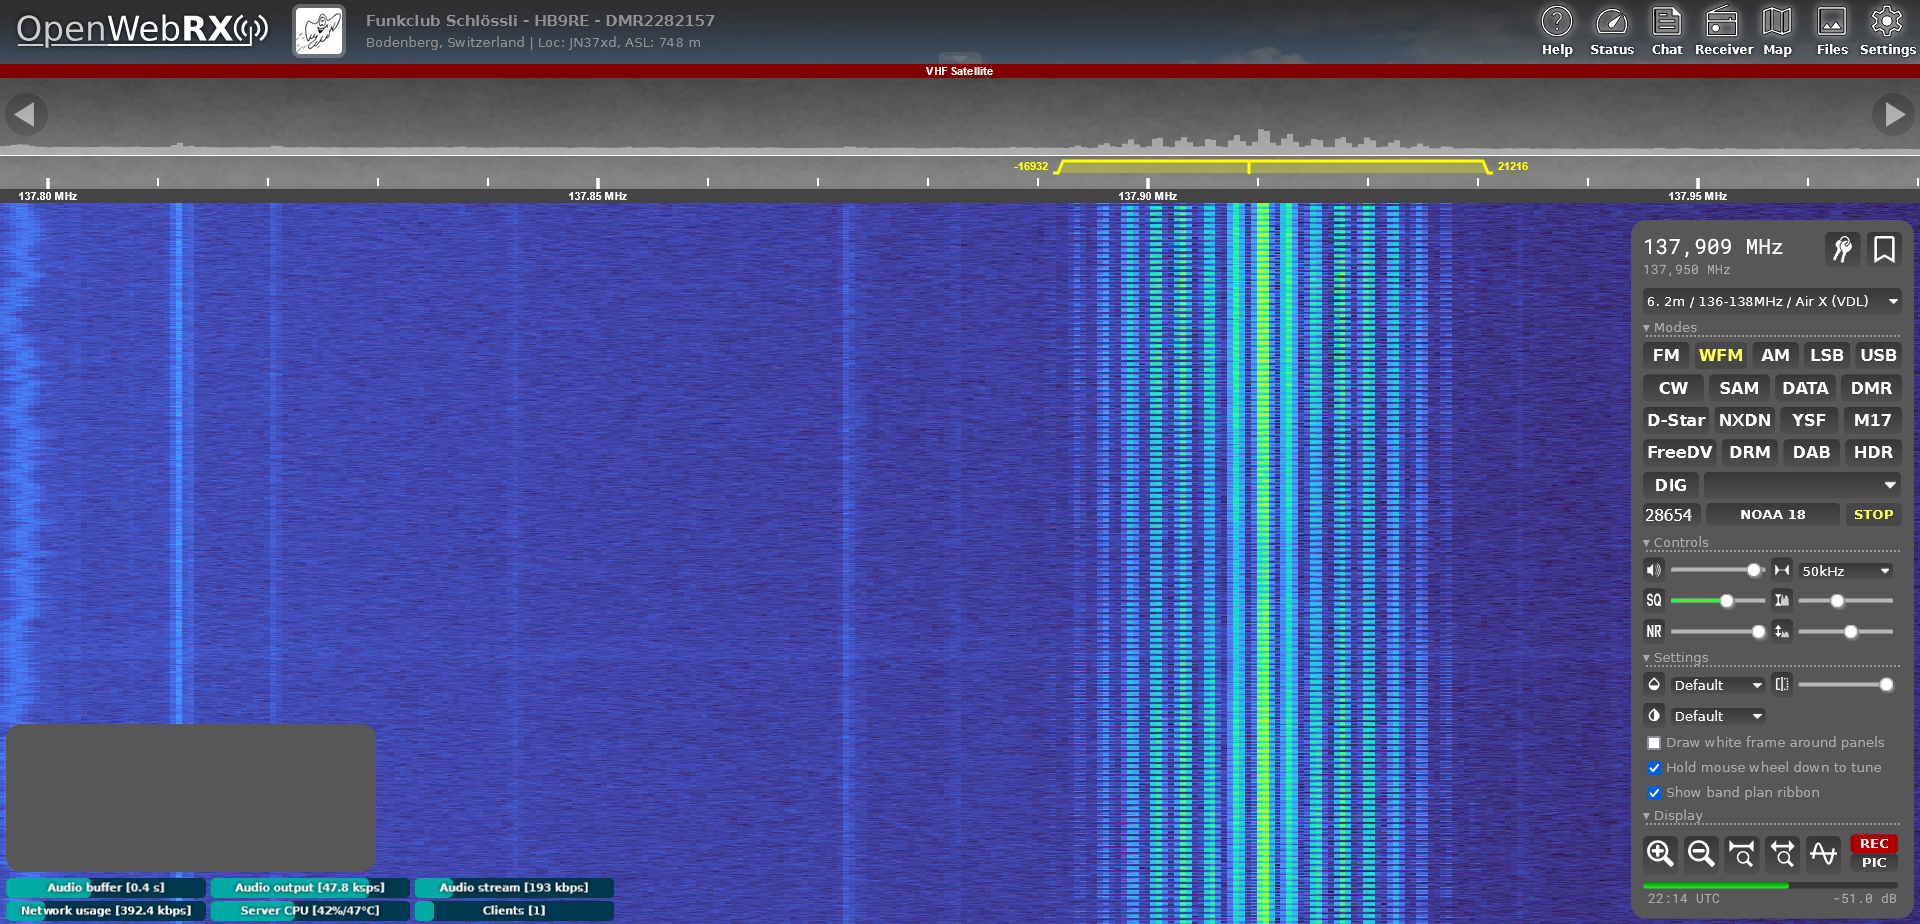 OpenWebRX
Funkclub Schlössli - HB9RE - DMR2282157
Bodenberg, Switzerland | Loc: JN37xd, ASL: 748 m
Help Status Chat Receiver Map Files Settings
VHF Satellite
-16932 21216
137.80 MHz 137.85 MHz 137.90 MHz 137.95 MHz
137,909 MHz
137,950 MHz
6. 2m / 136-138MHz / Air X (VDL)
▾ Modes
FM WFM AM LSB USB
CW SAM DATA DMR
D-Star NXDN YSF M17
FreeDV DRM DAB HDR
DIG
28654 NOAA 18 STOP
▾ Controls
50kHz
SQ
NR
▾ Settings
Default
Default
Draw white frame around panels
Hold mouse wheel down to tune
Show band plan ribbon
▾ Display
REC
PIC
22:14 UTC -51.0 dB
Audio buffer [0.4 s] Audio output [47.8 ksps] Audio stream [193 kbps]
Network usage [392.4 kbps] Server CPU [42%/47°C] Clients [1]